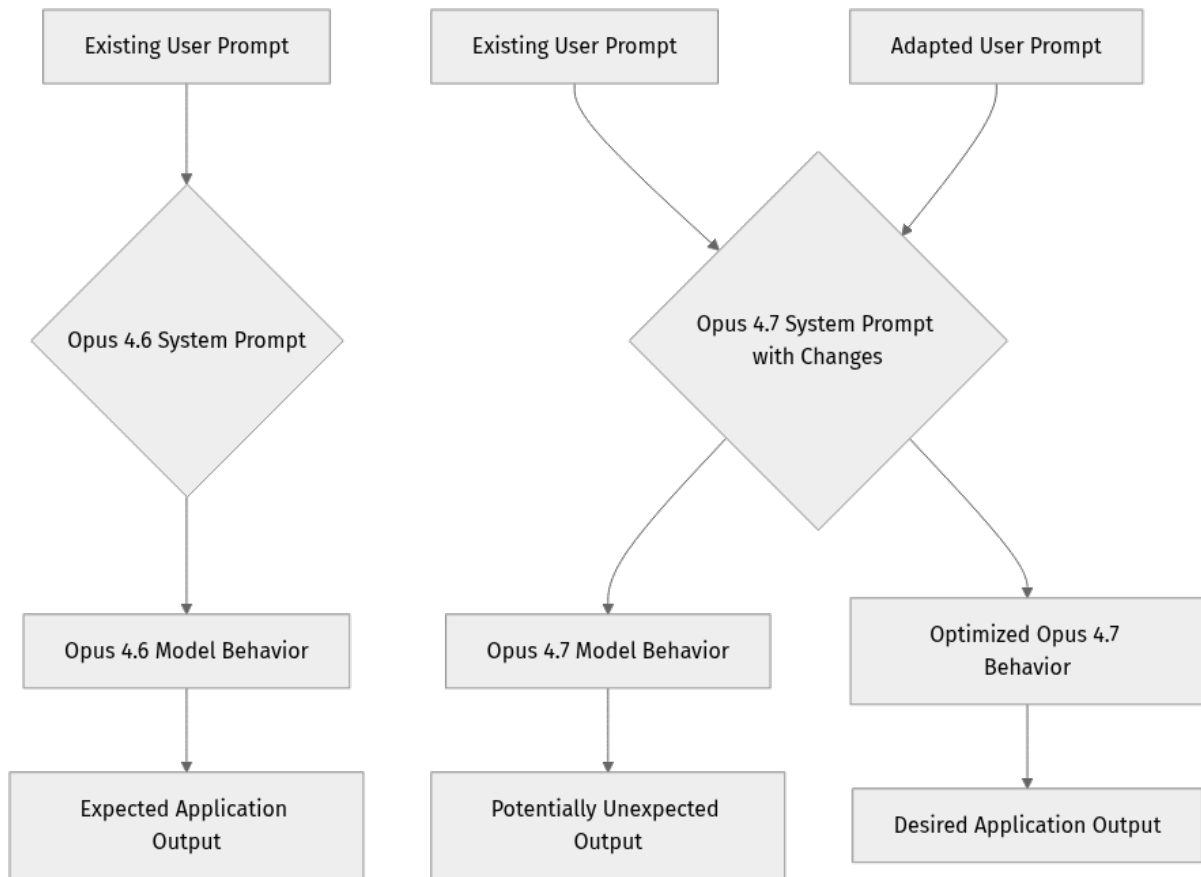 Existing User Prompt
Existing User Prompt
Adapted User Prompt
Opus 4.6 System Prompt
Opus 4.7 System Prompt
with Changes
Opus 4.6 Model Behavior
Opus 4.7 Model Behavior
Optimized Opus 4.7
Behavior
Expected Application
Output
Potentially Unexpected
Output
Desired Application Output